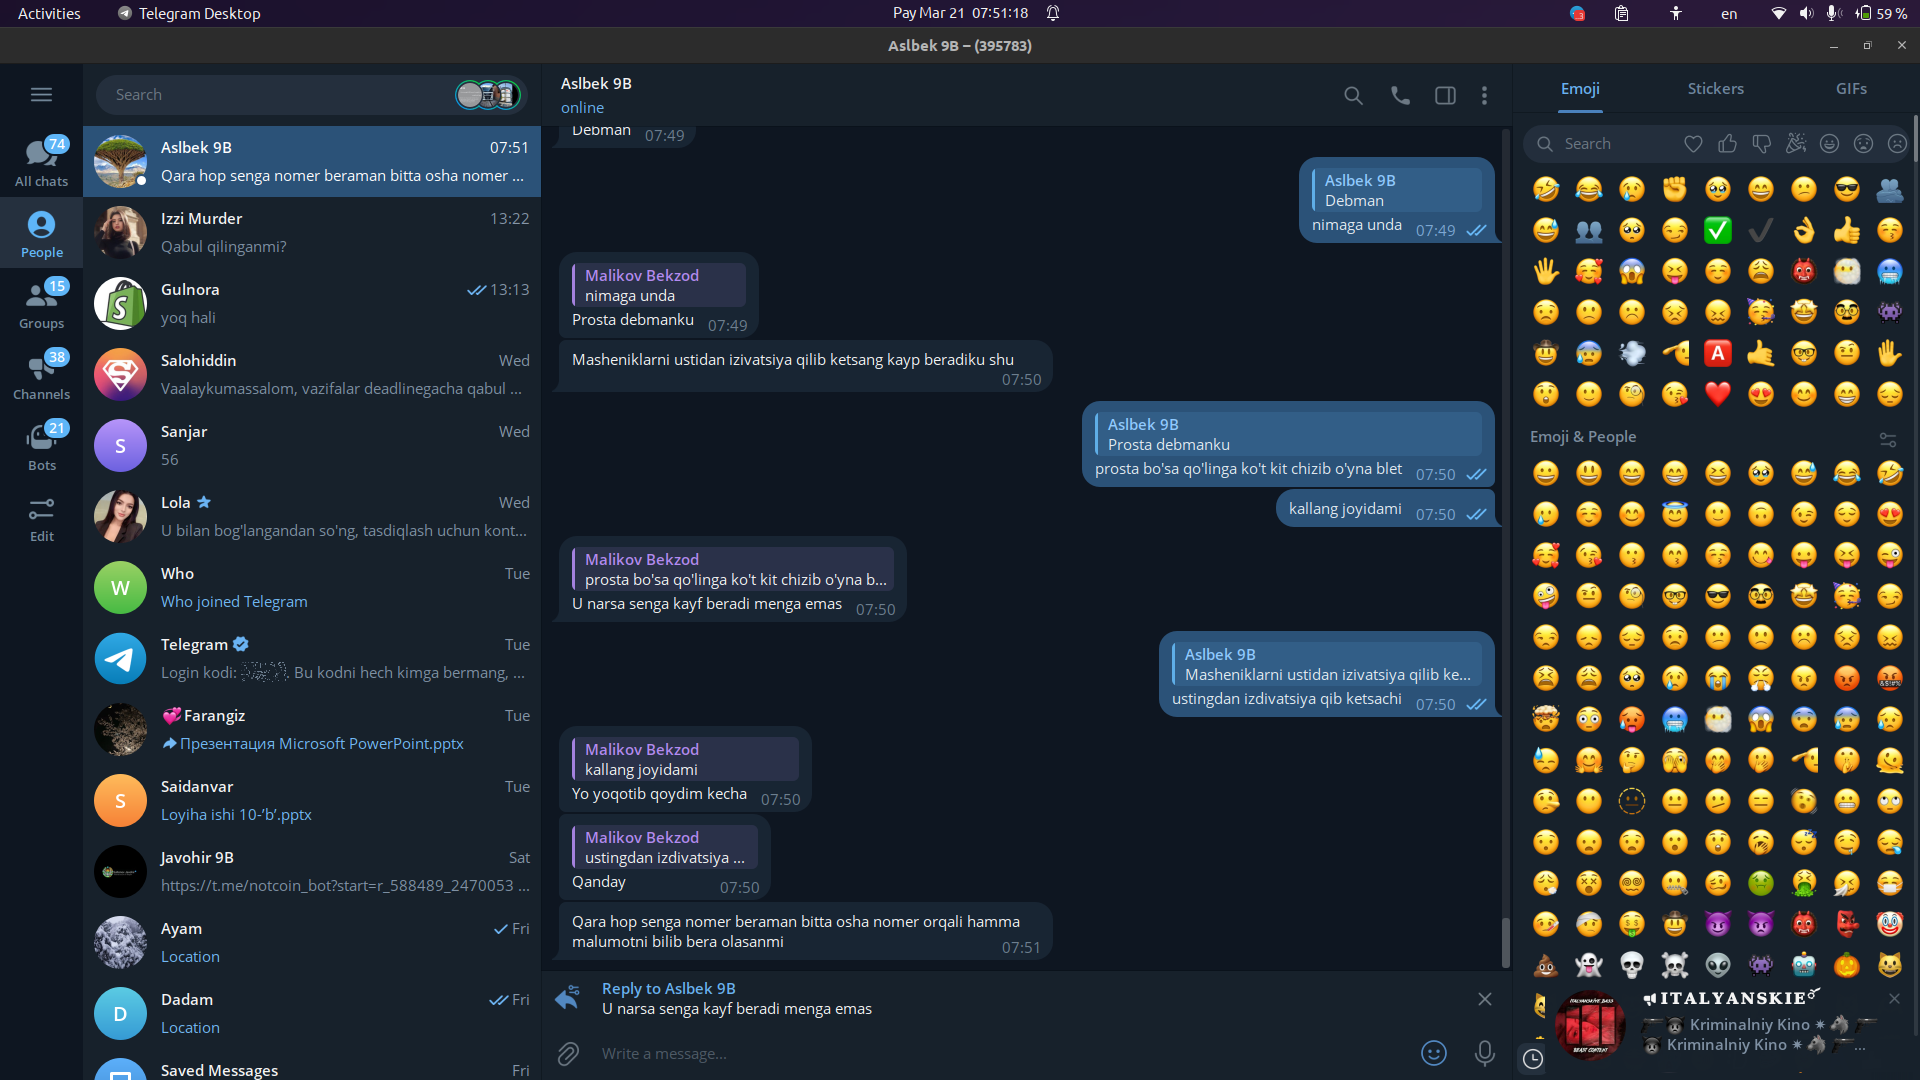 Activities
Telegram Desktop
Pay Mar 21 07:51:18
en
59 %
Aslbek 9B – (395783)
74
All chats
People
15
Groups
38
Channels
21
Bots
Edit
Search
Aslbek 9B 07:51
Qara hop senga nomer beraman bitta osha nomer ...
Izzi Murder 13:22
Qabul qilinganmi?
Gulnora 13:13
yoq hali
Salohiddin Wed
Vaalaykumassalom, vazifalar deadlinegacha qabul ...
S
Sanjar Wed
56
Lola Wed
U bilan bog'langandan so'ng, tasdiqlash uchun kont...
W
Who Tue
Who joined Telegram
Telegram Tue
Login kodi: . Bu kodni hech kimga bermang, ...
💞Farangiz Tue
Презентация Microsoft PowerPoint.pptx
S
Saidanvar Tue
Loyiha ishi 10-‘b’.pptx
Javohir 9B Sat
https://t.me/notcoin_bot?start=r_588489_2470053 ...
Ayam Fri
Location
D
Dadam Fri
Location
Saved Messages Fri
Aslbek 9B
online
Debman 07:49
Aslbek 9B
Debman
nimaga unda 07:49
Malikov Bekzod
nimaga unda
Prosta debmanku 07:49
Masheniklarni ustidan izivatsiya qilib ketsang kayp beradiku shu
07:50
Aslbek 9B
Prosta debmanku
prosta bo'sa qo'linga ko't kit chizib o'yna blet 07:50
kallang joyidami 07:50
Malikov Bekzod
prosta bo'sa qo'linga ko't kit chizib o'yna b...
U narsa senga kayf beradi menga emas 07:50
Aslbek 9B
Masheniklarni ustidan izivatsiya qilib ke...
ustingdan izdivatsiya qib ketsachi 07:50
Malikov Bekzod
kallang joyidami
Yo yoqotib qoydim kecha 07:50
Malikov Bekzod
ustingdan izdivatsiya ...
Qanday 07:50
Qara hop senga nomer beraman bitta osha nomer orqali hamma
malumotni bilib bera olasanmi 07:51
Reply to Aslbek 9B
U narsa senga kayf beradi menga emas
Write a message...
Emoji
Stickers
GIFs
Search
Emoji & People
ITALYANSKIE
Kriminalniy Kino
Kriminalniy Kino ...